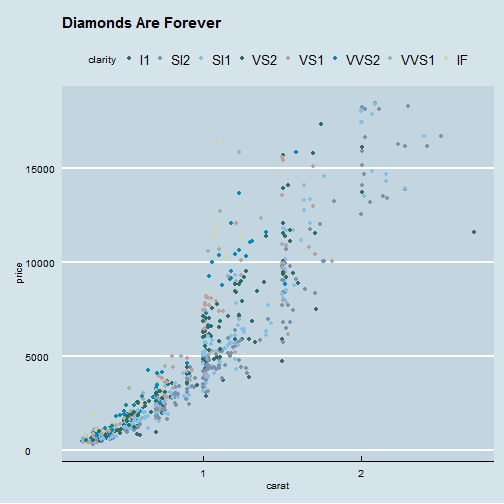 Diamonds Are Forever
clarity I1 SI2 SI1 VS2 VS1 VVS2 VVS1 IF
15000
10000
5000
0
price
1 2
carat